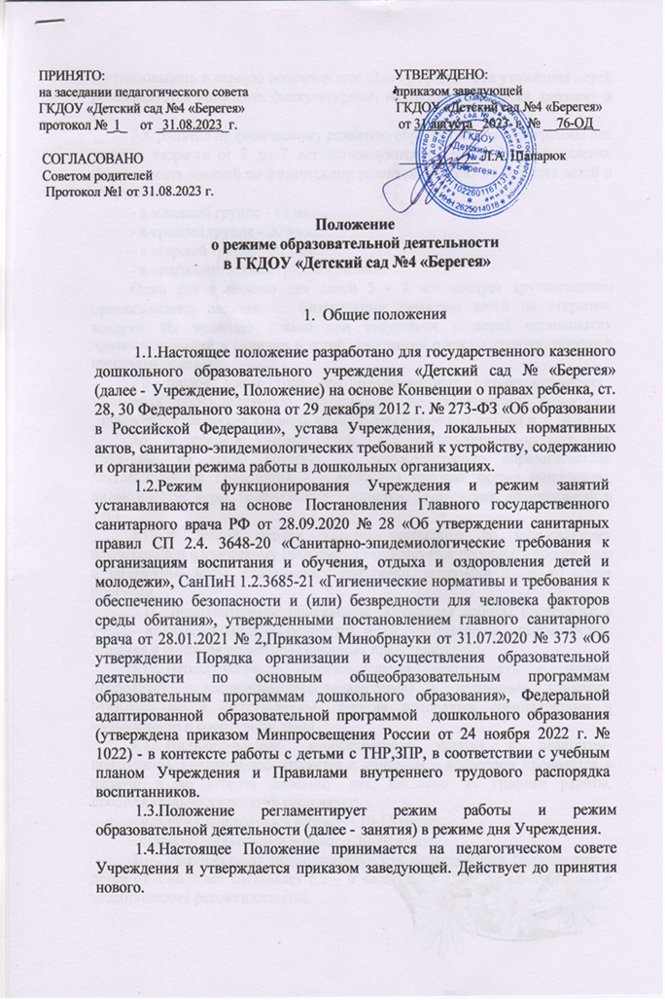 ПРИНЯТО:
на заседании педагогического совета
ГКДОУ «Детский сад №4 «Берегея»
протокол № 1 от 31.08.2023 г.
СОГЛАСОВАНО
Советом родителей
Протокол №1 от 31.08.2023 г.
УТВЕРЖДЕНО:
приказом заведующей
ГКДОУ «Детский сад №4 «Берегея»
от 31 августа 2023 г. № 76-ОД
Л.А. Шапарюк
ГКДОУ
«Детский сад
№ 4
«Берегея»
ИНН 2625014018
Положение
о режиме образовательной деятельности
в ГКДОУ «Детский сад №4 «Берегея»
1. Общие положения
1.1.Настоящее положение разработано для государственного казенного
дошкольного образовательного учреждения «Детский сад № «Берегея»
(далее - Учреждение, Положение) на основе Конвенции о правах ребенка, ст.
28, 30 Федерального закона от 29 декабря 2012 г. № 273-ФЗ «Об образовании
в Российской Федерации», устава Учреждения, локальных нормативных
актов, санитарно-эпидемиологических требований к устройству, содержанию
и организации режима работы в дошкольных организациях.
1.2.Режим функционирования Учреждения и режим занятий
устанавливаются на основе Постановления Главного государственного
санитарного врача РФ от 28.09.2020 № 28 «Об утверждении санитарных
правил СП 2.4. 3648-20 «Санитарно-эпидемиологические требования к
организациям воспитания и обучения, отдыха и оздоровления детей и
молодежи», СанПиН 1.2.3685-21 «Гигиенические нормативы и требования к
обеспечению безопасности и (или) безвредности для человека факторов
среды обитания», утвержденными постановлением главного санитарного
врача от 28.01.2021 № 2,Приказом Минобрнауки от 31.07.2020 № 373 «Об
утверждении Порядка организации и осуществления образовательной
деятельности по основным общеобразовательным программам
образовательным программам дошкольного образования», Федеральной
адаптированной образовательной программой дошкольного образования
(утверждена приказом Минпросвещения России от 24 ноября 2022 г. №
1022) - в контексте работы с детьми с ТНР,ЗПР, в соответствии с учебным
планом Учреждения и Правилами внутреннего трудового распорядка
воспитанников.
1.3.Положение регламентирует режим работы и режим
образовательной деятельности (далее - занятия) в режиме дня Учреждения.
1.4.Настоящее Положение принимается на педагогическом совете
Учреждения и утверждается приказом заведующей. Действует до принятия
нового.